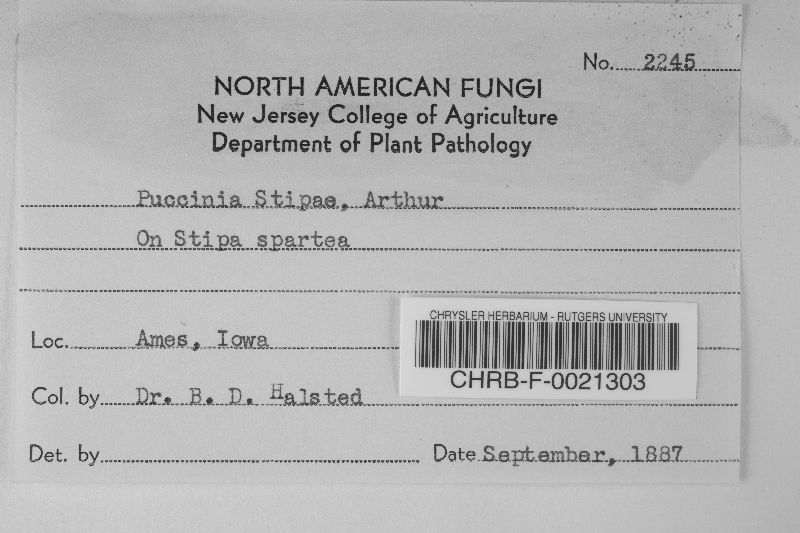 No. 2245
NORTH AMERICAN FUNGI
New Jersey College of Agriculture
Department of Plant Pathology
Puccinia Stipae, Arthur
On Stipa spartea
CHRYSLER HERBARIUM - RUTGERS UNIVERSITY
Loc. Ames, Iowa
CHRB-F-0021303
Col. by Dr. B. D. Halsted
Det. by Date September, 1887